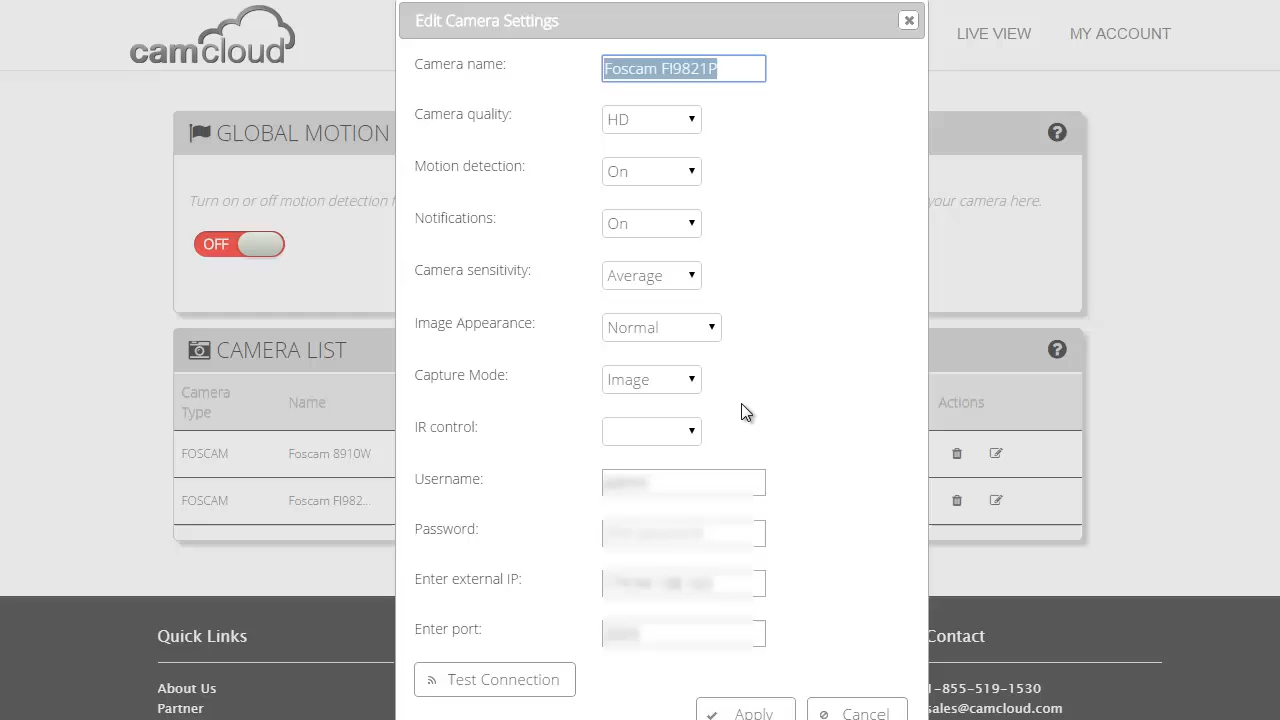 Edit Camera Settings
camcloud
LIVE VIEW
MY ACCOUNT
Camera name:
Foscam FI9821P
Camera quality:
HD
GLOBAL MOTION
Motion detection:
On
Turn on or off motion detection
your camera here.
Notifications:
On
OFF
Camera sensitivity:
Average
Image Appearance:
Normal
CAMERA LIST
Capture Mode:
Image
Camera
Type
Name
Actions
IR control:
FOSCAM
Foscam 8910W
Username:
FOSCAM
Foscam FI982...
Password:
Enter external IP:
Enter port:
Quick Links
Contact
Test Connection
About Us
1-855-519-1530
Partner
sales@camcloud.com
Apply
Cancel